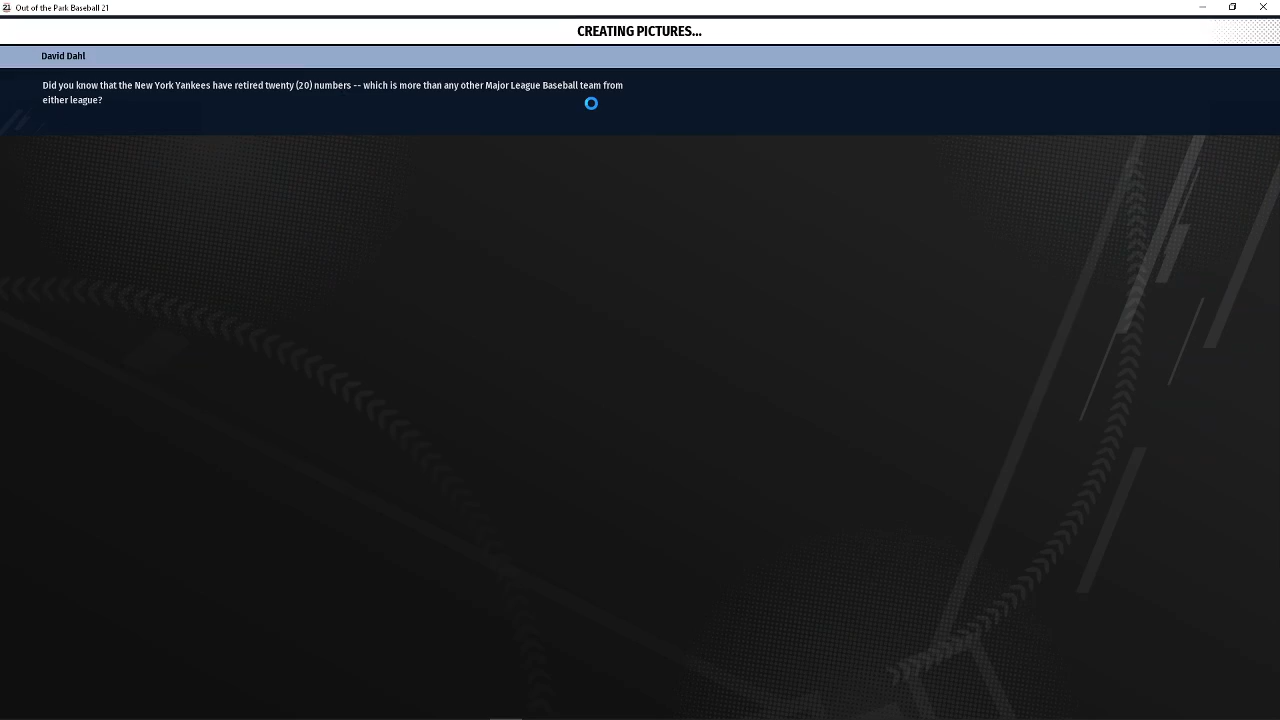 21 Out of the Park Baseball 21
CREATING PICTURES...
David Dahl
Did you know that the New York Yankees have retired twenty (20) numbers -- which is more than any other Major League Baseball team from
either league?